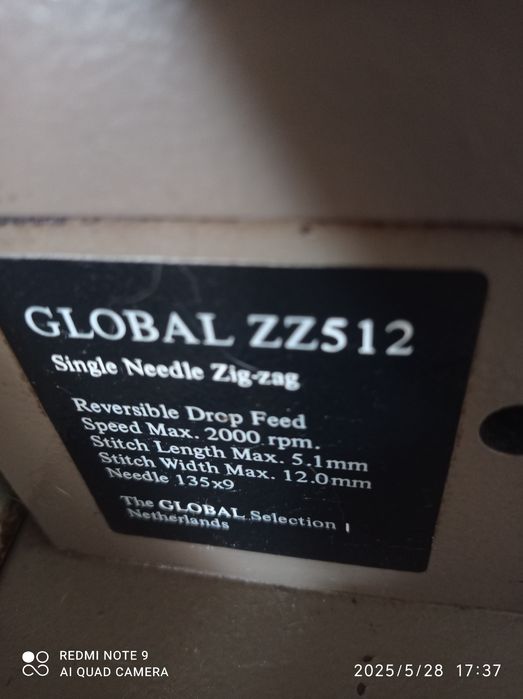 GLOBAL ZZ512
Single Needle Zig-zag
Reversible Drop Feed
Speed Max. 2000 rpm.
Stitch Length Max. 5.1mm
Stitch Width Max. 12.0mm
Needle 135x9
The GLOBAL Selection
Netherlands
REDMI NOTE 9
AI QUAD CAMERA
2025/5/28 17:37